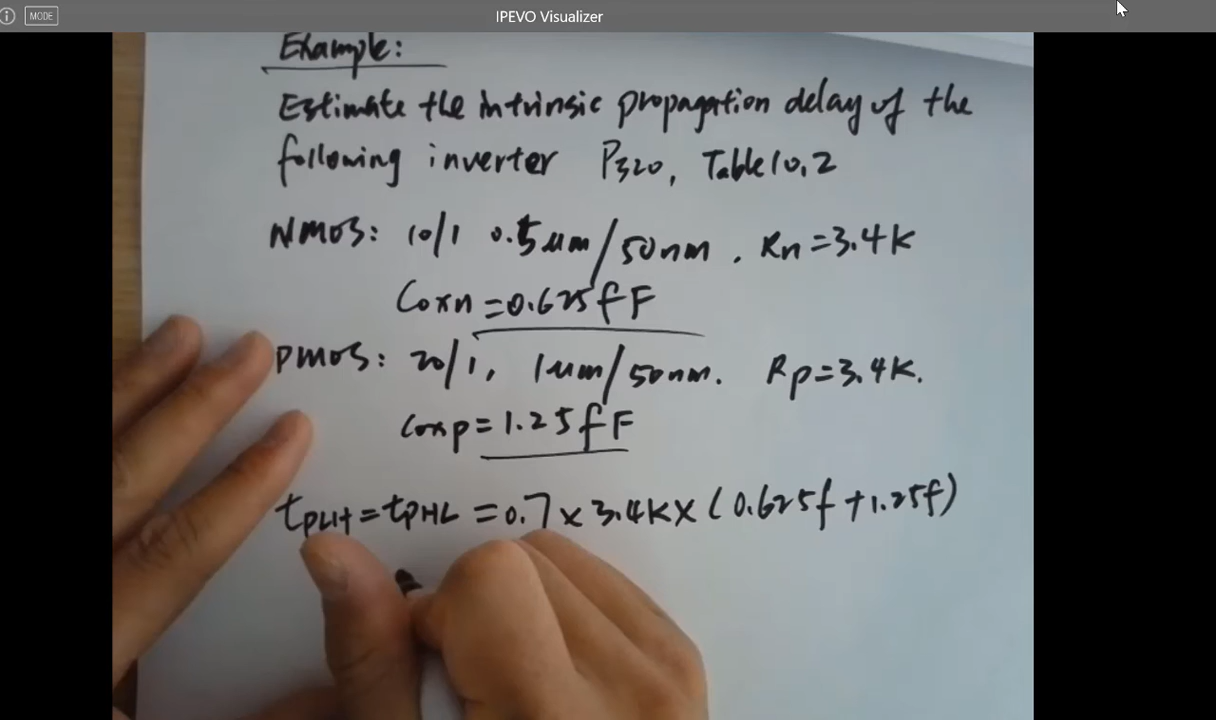 MODE
IPEVO Visualizer
Example:
Estimate the intrinsic propagation delay of the
following inverter P320, Table 10.2
NMOS: 10/1 0.5μm/50nm. Rn=3.4K
Coxn=0.625fF
PMOS: 20/1, 1μm/50nm. Rp=3.4K.
Coxp=1.25fF
tPLH=tPHL=0.7×3.4K×(0.625f+1.25f)